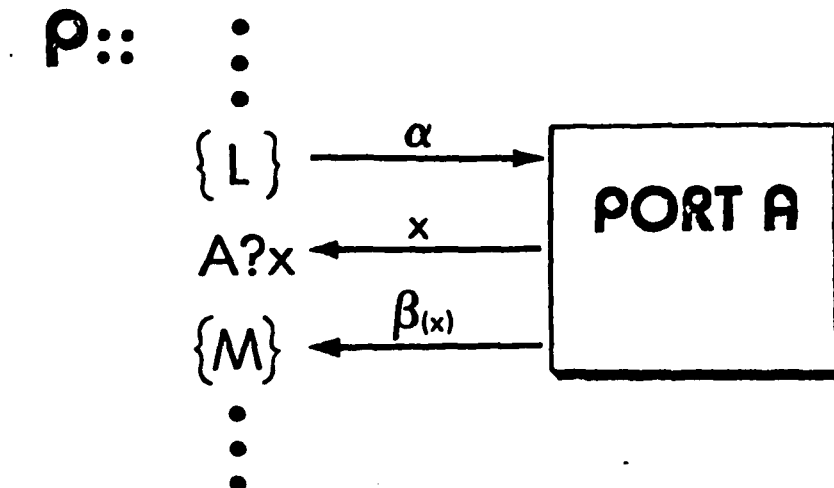 P::
{L} α
PORT A
A?x x
{M} β(x)